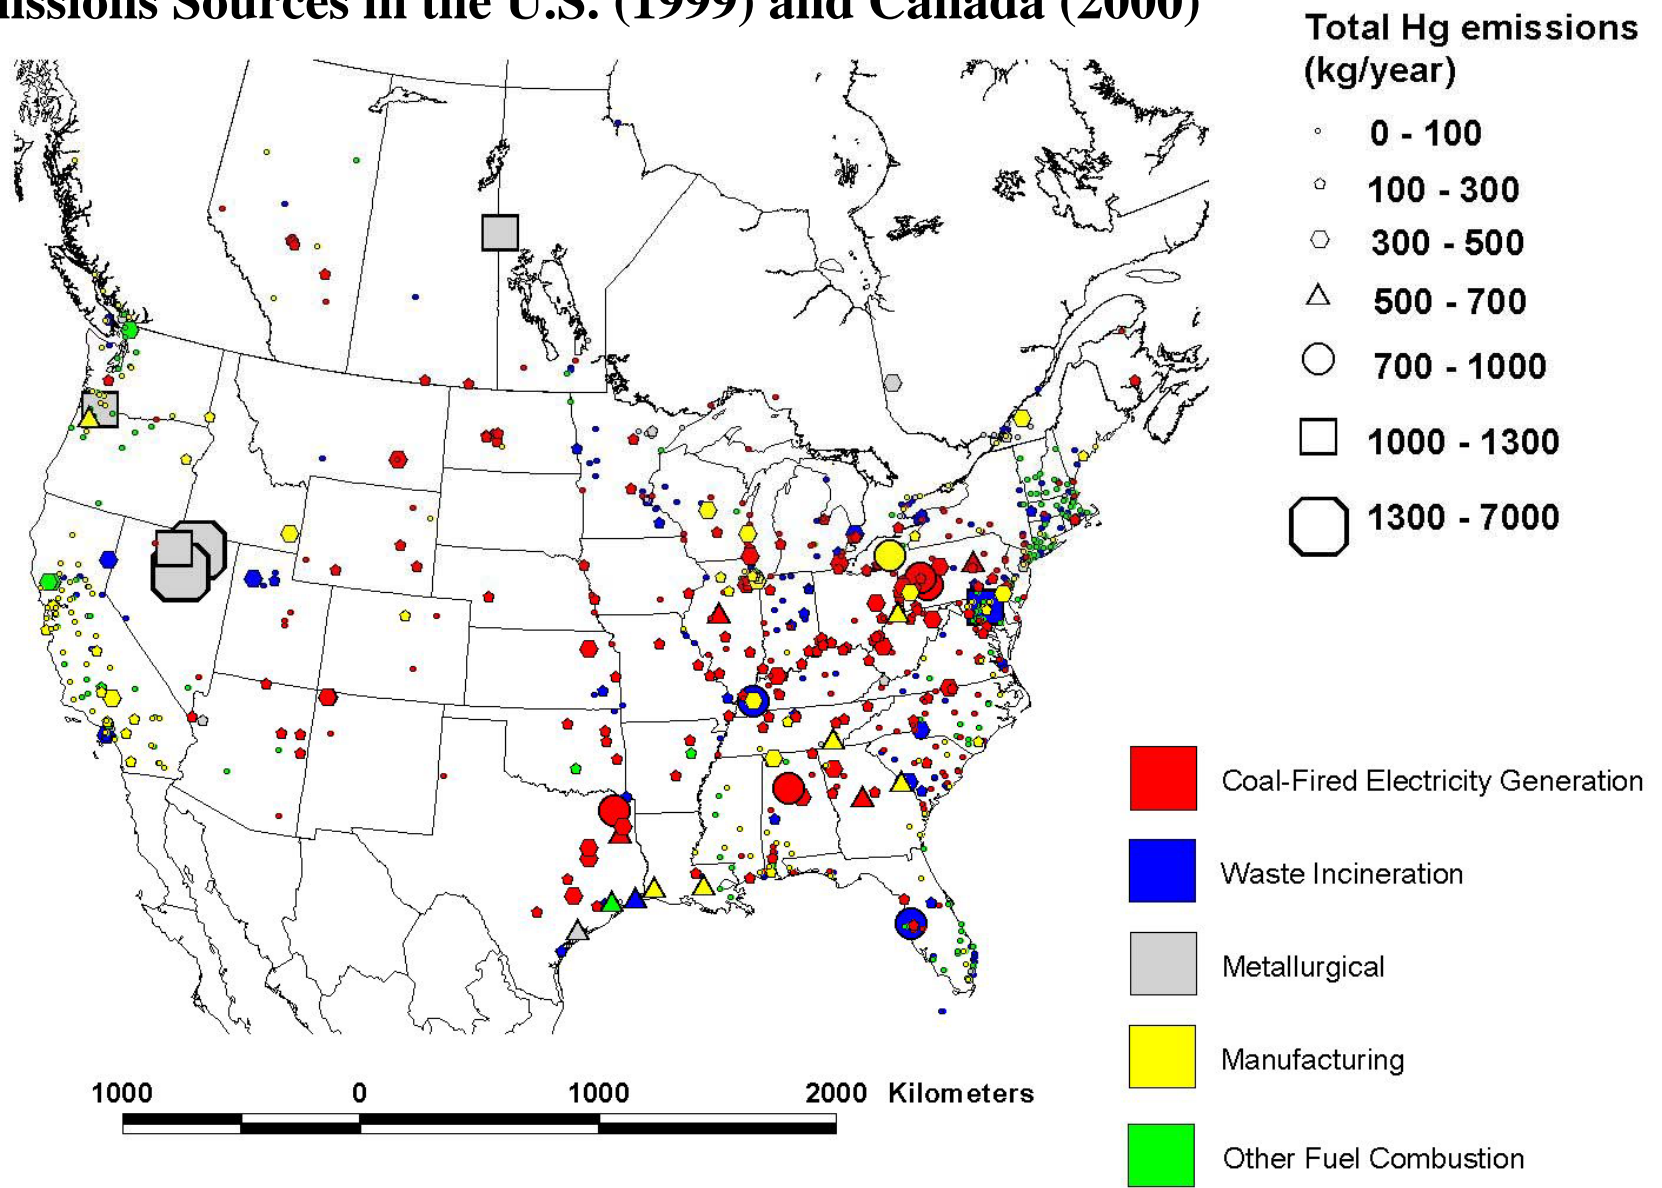 issions Sources in the U.S. (1999) and Canada (2000)
Total Hg emissions
(kg/year)
0 - 100
100 - 300
300 - 500
500 - 700
700 - 1000
1000 - 1300
1300 - 7000
Coal-Fired Electricity Generation
Waste Incineration
Metallurgical
Manufacturing
Other Fuel Combustion
1000 0 1000 2000 Kilometers